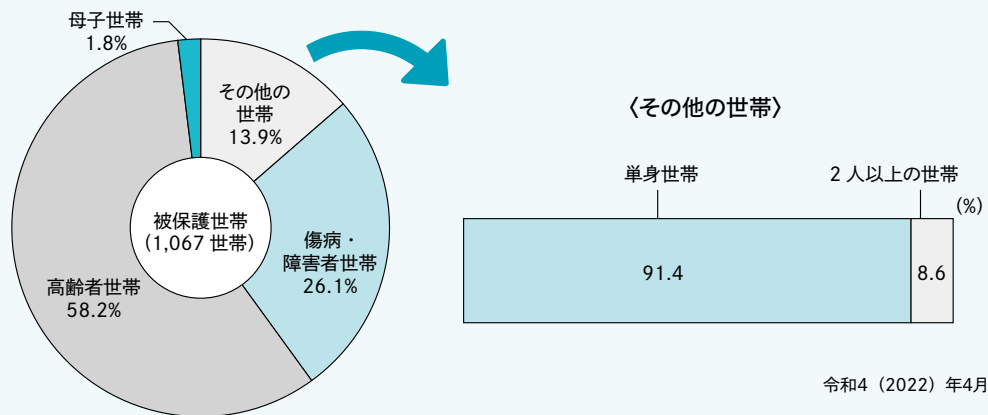 母子世帯
1.8%
その他の
世帯
13.9%
被保護世帯
(1,067 世帯)
傷病・
障害者世帯
26.1%
高齢者世帯
58.2%
〈その他の世帯〉
単身世帯
2 人以上の世帯
(%)
91.4
8.6
令和4（2022）年4月